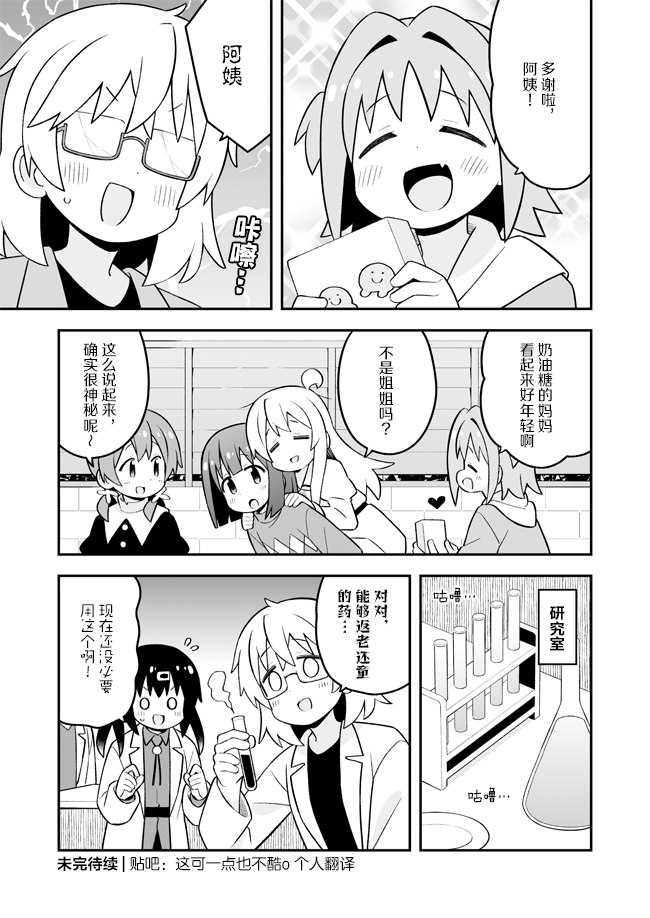 多谢啦，
阿姨！
阿姨
咔嚓…
奶油糖的妈妈
看起来好年轻啊
不是姐姐吗？
这么说起来，
确实很神秘呢~
研究室
咕噜…
咕噜…
对对，
能够返老还童
的药…
现在还没必要
用这个啊！
未完待续 | 贴吧：这可一点也不酷o 个人翻译